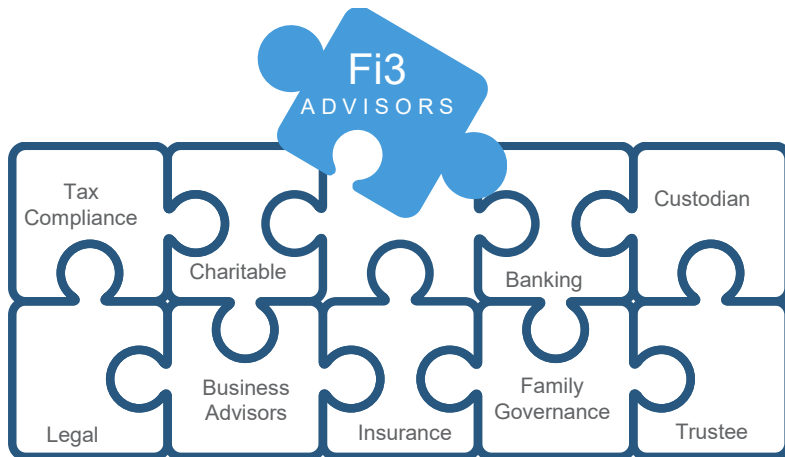 Fi3
ADVISORS
Tax
Compliance
Charitable
Banking
Custodian
Legal
Business
Advisors
Insurance
Family
Governance
Trustee